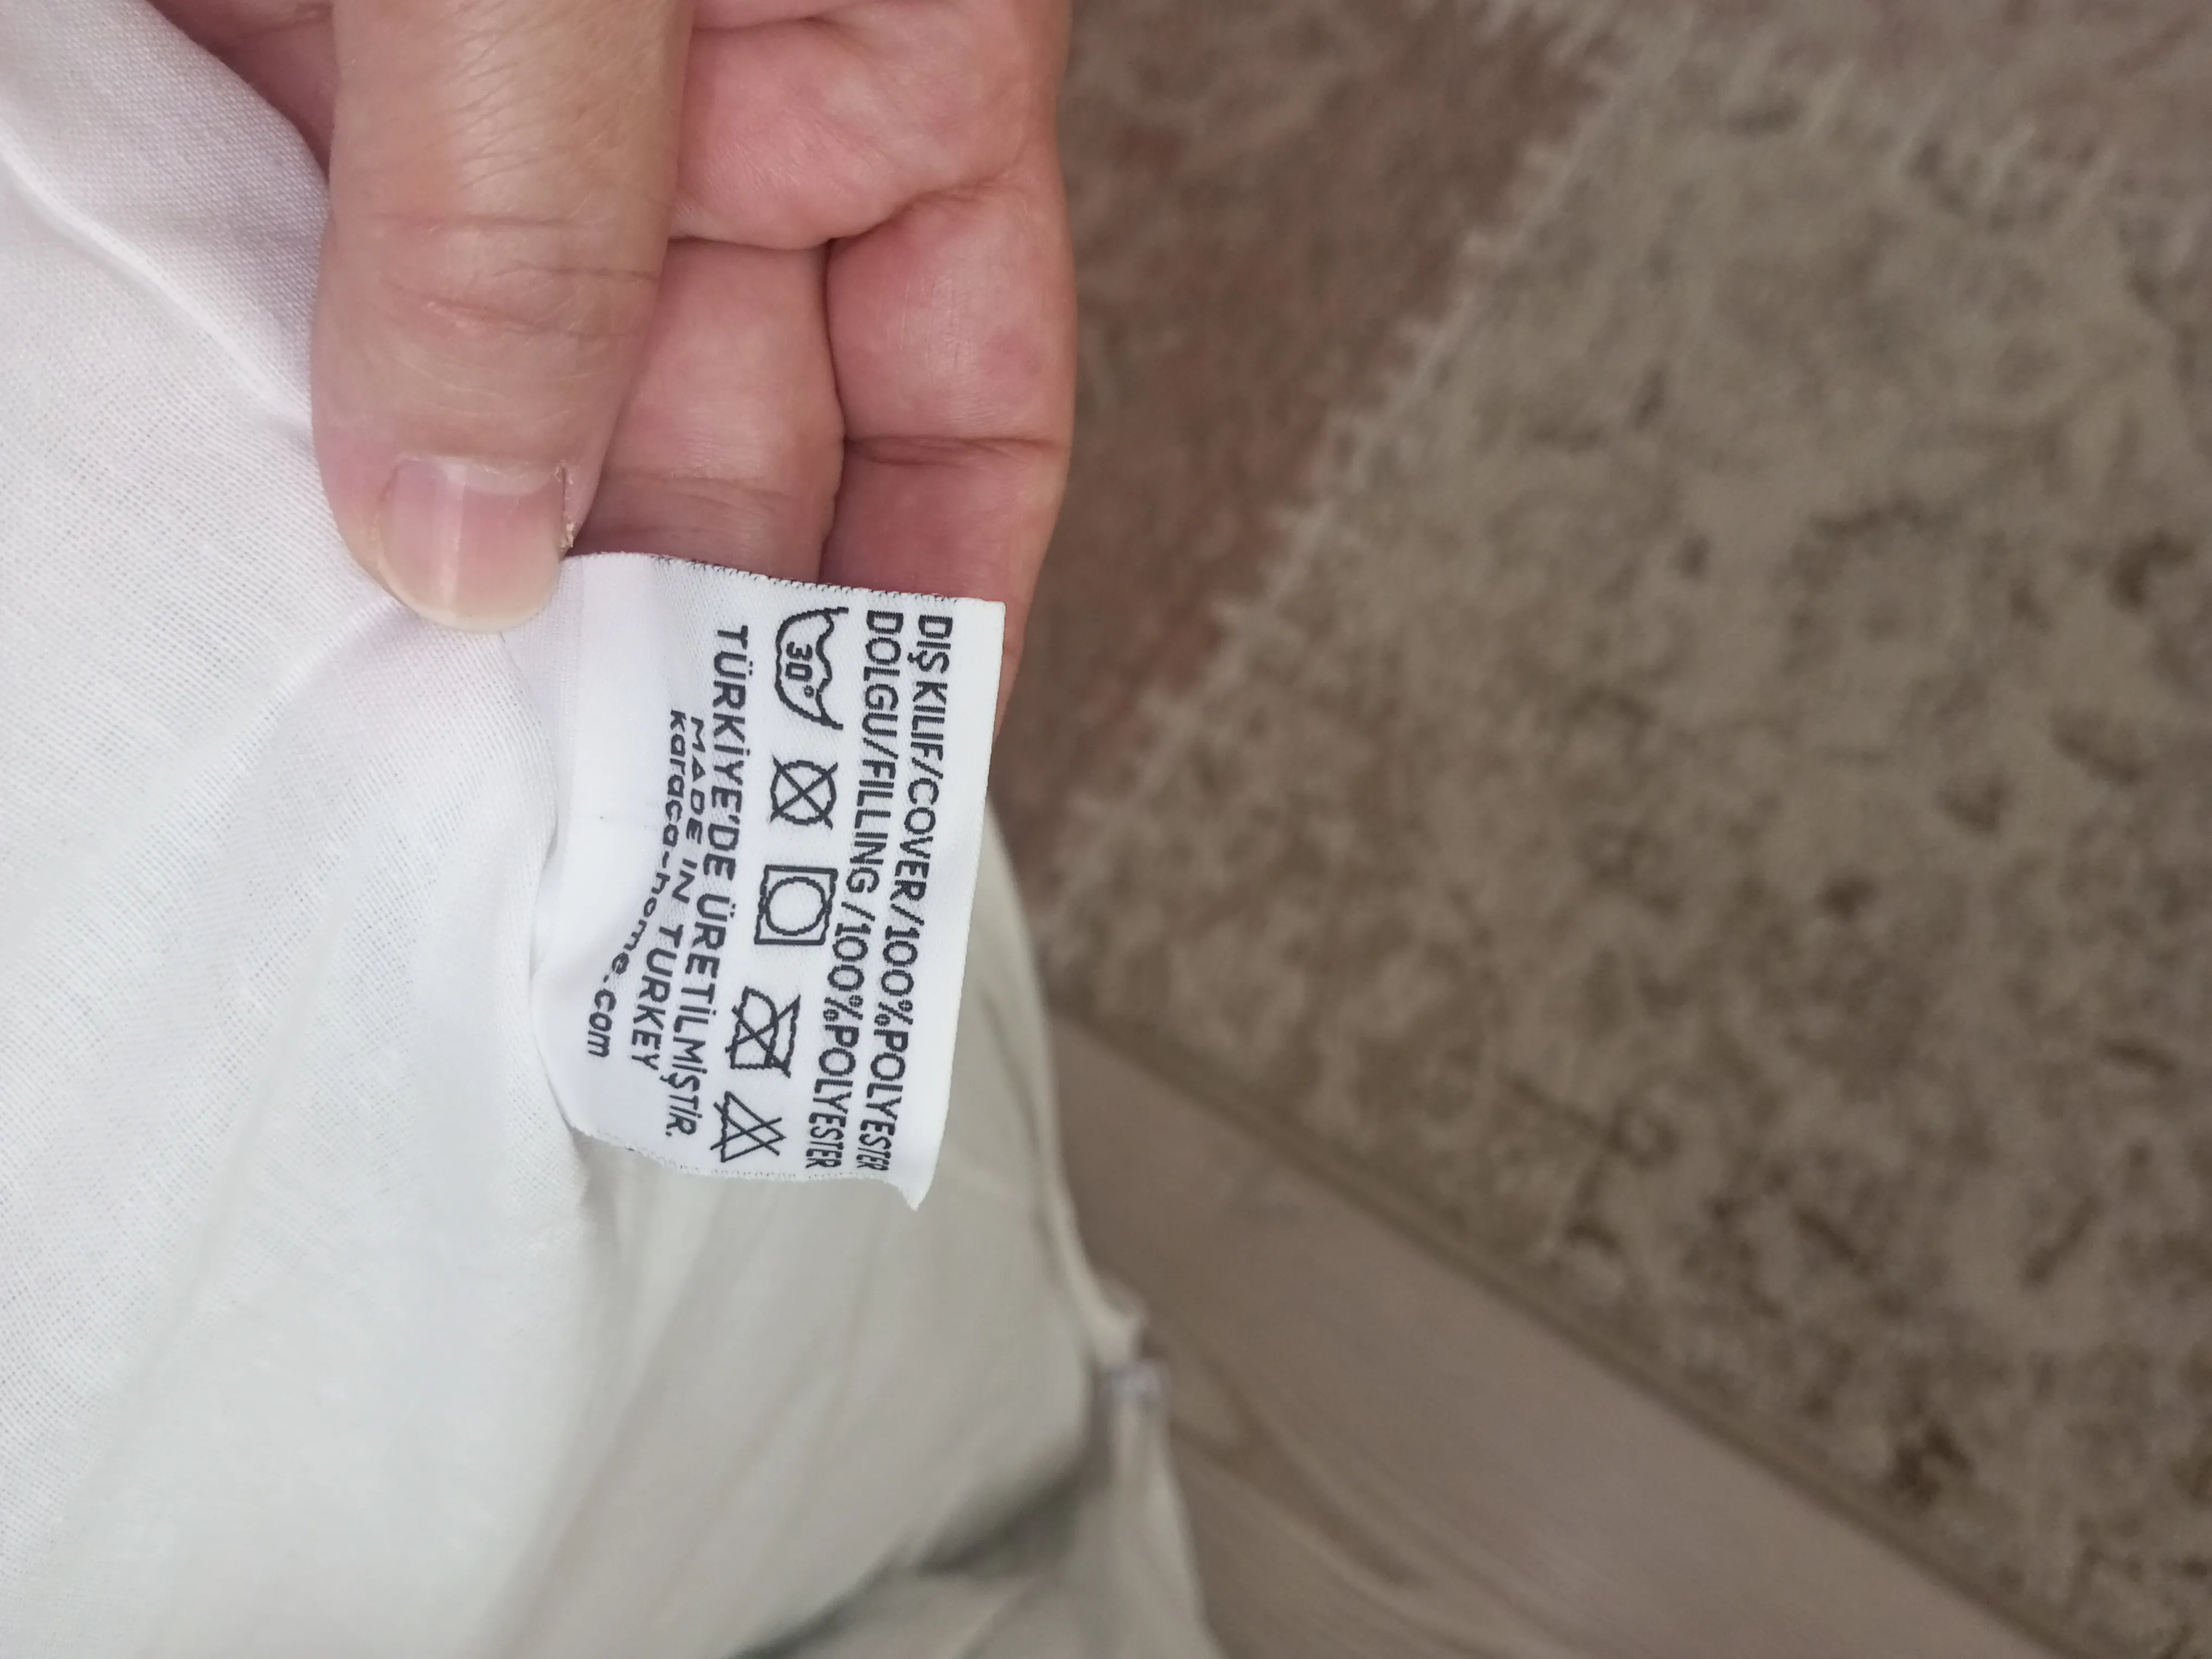 DIŞ KILIF/COVER/100%POLYESTER
DOLGU/FILLING/100%POLYESTER
30°
TÜRKİYE'DE ÜRETİLMİŞTİR.
MADE IN TURKEY
karaca-home.com